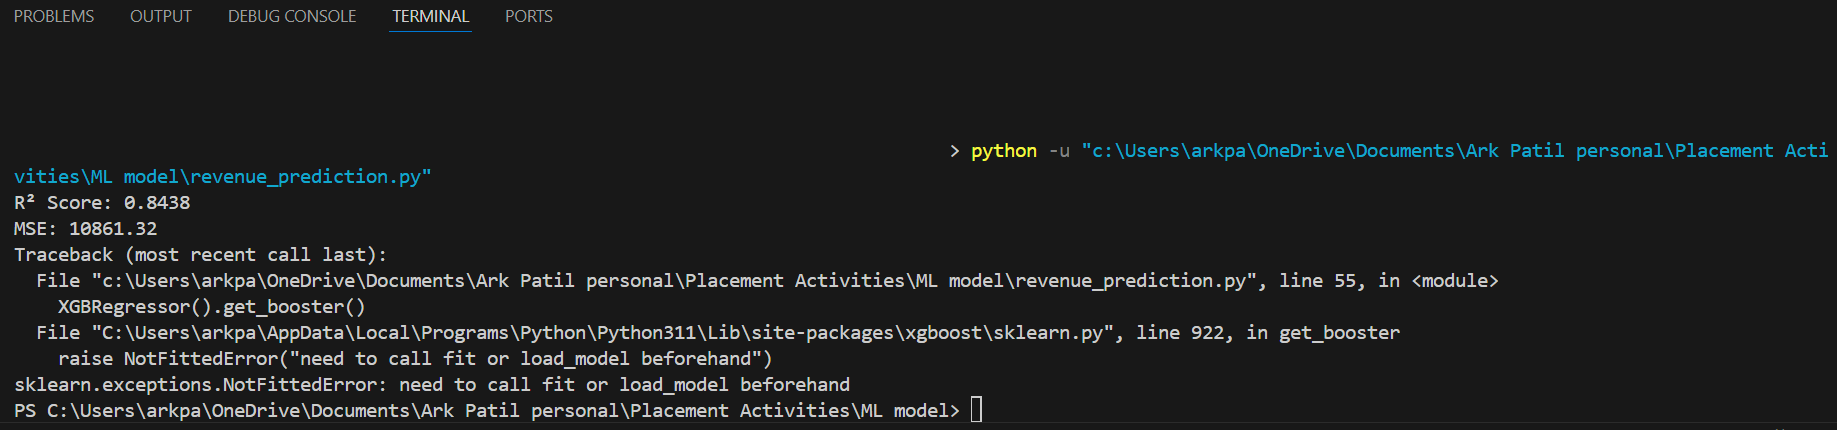 PROBLEMS OUTPUT DEBUG CONSOLE TERMINAL PORTS
> python -u "c:\Users\arkpa\OneDrive\Documents\Ark Patil personal\Placement Acti
vities\ML model\revenue_prediction.py"
R² Score: 0.8438
MSE: 10861.32
Traceback (most recent call last):
  File "c:\Users\arkpa\OneDrive\Documents\Ark Patil personal\Placement Activities\ML model\revenue_prediction.py", line 55, in <module>
    XGBRegressor().get_booster()
  File "C:\Users\arkpa\AppData\Local\Programs\Python\Python311\Lib\site-packages\xgboost\sklearn.py", line 922, in get_booster
    raise NotFittedError("need to call fit or load_model beforehand")
sklearn.exceptions.NotFittedError: need to call fit or load_model beforehand
PS C:\Users\arkpa\OneDrive\Documents\Ark Patil personal\Placement Activities\ML model>